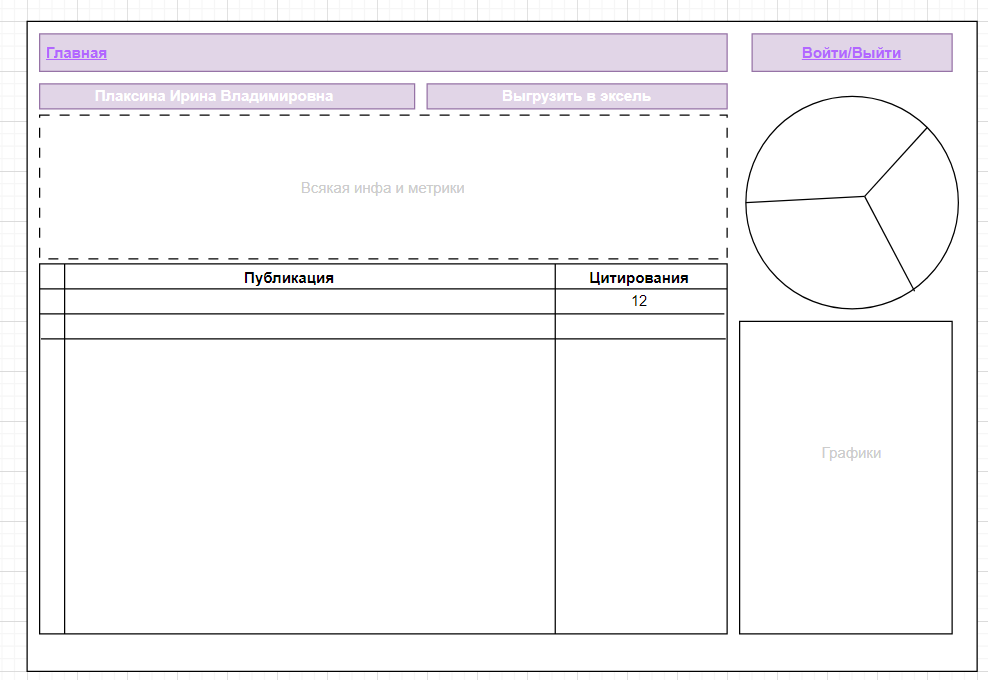 Главная
Войти/Выйти
Плаксина Ирина Владимировна
Выгрузить в эксель
Всякая инфа и метрики
Публикация
Цитирования
12
Графики